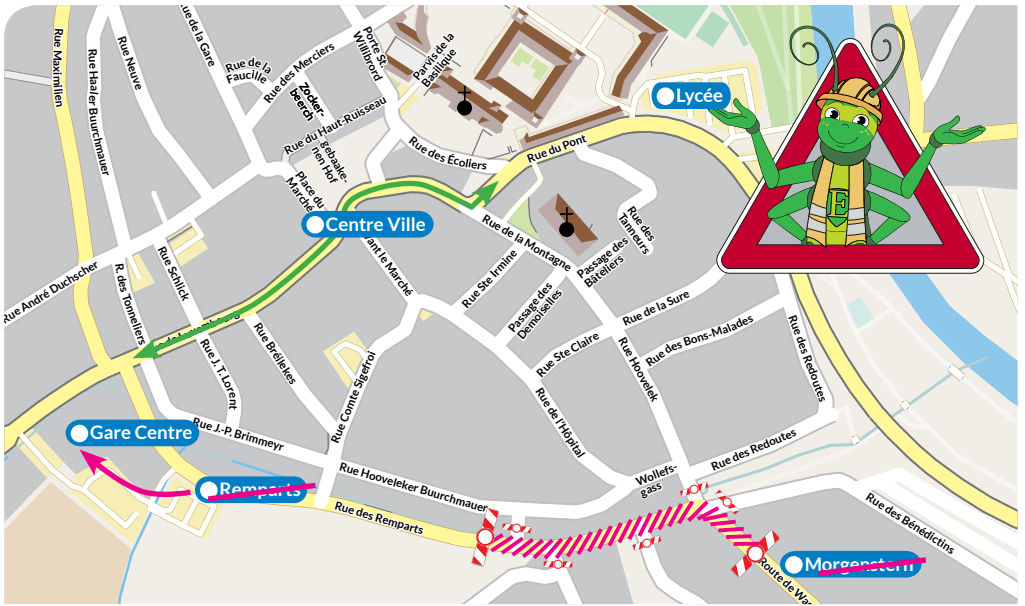 Rue Maximilien
Rue Haaler Buurchmauer
Rue Neuve
Rue de la Gare
Rue de la
Faucille
Rue des Merciers
Zocker-
beerch
Porte St.
Willibrord
Parvis de la
Basilique
Rue du Haut-Ruisseau
gebaake-
nen Hof
Place du
Marché
Rue des Écoliers
Rue du Pont
Lycée
E
Centre Ville
Rue de la Montagne
Rue des
Tanneurs
Passage des
Bâteliers
Rue Ste Irmine
Passage des
Demoiselles
Rue André Duchscher
R. des Tonneliers
Rue Schlick
Rue J. T. Lorent
Rue Bréilekes
Rue Comte Sigefroi
Rue de la Sure
Rue des Bons-Malades
Rue Ste Claire
Rue Hoovelek
Rue des Redoutes
Rue de l'Hôpital
Gare Centre
Rue J.-P. Brimmeyr
Rue Hooveleker Buurchmauer
Wollefs-
gass
Rue des Redoutes
Remparts
Rue des Remparts
Rue des Bénédictins
Morgenstern